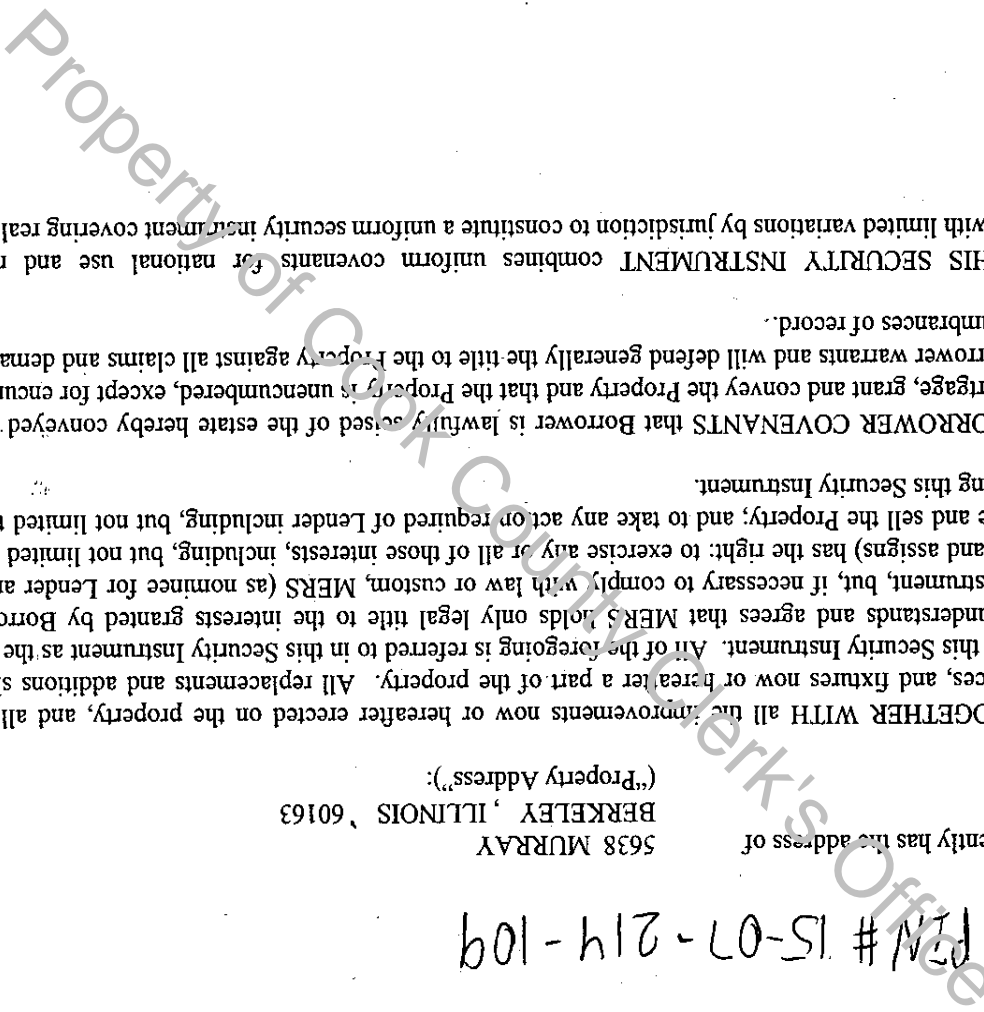 PIN # 15-07-214-109
ently has the address of 5638 MURRAY
BERKELEY , ILLINOIS ‛ 60163
("Property Address"):
OGETHER WITH all the improvements now or hereafter erected on the property, and all
ces, and fixtures now or hereafter a part of the property. All replacements and additions s
this Security Instrument. All of the foregoing is referred to in this Security Instrument as the
understands and agrees that MERS holds only legal title to the interests granted by Borro
strument, but, if necessary to comply with law or custom, MERS (as nominee for Lender an
and assigns) has the right: to exercise any or all of those interests, including, but not limited
e and sell the Property; and to take any action required of Lender including, but not limited t
ng this Security Instrument.
ORROWER COVENANTS that Borrower is lawfully seised of the estate hereby conveyed
rtgage, grant and convey the Property and that the Property is unencumbered, except for encum
rrower warrants and will defend generally the title to the Property against all claims and dema
umbrances of record.
HIS SECURITY INSTRUMENT combines uniform covenants for national use and n
with limited variations by jurisdiction to constitute a uniform security instrument covering real
Property of Cook County Clerk's Office